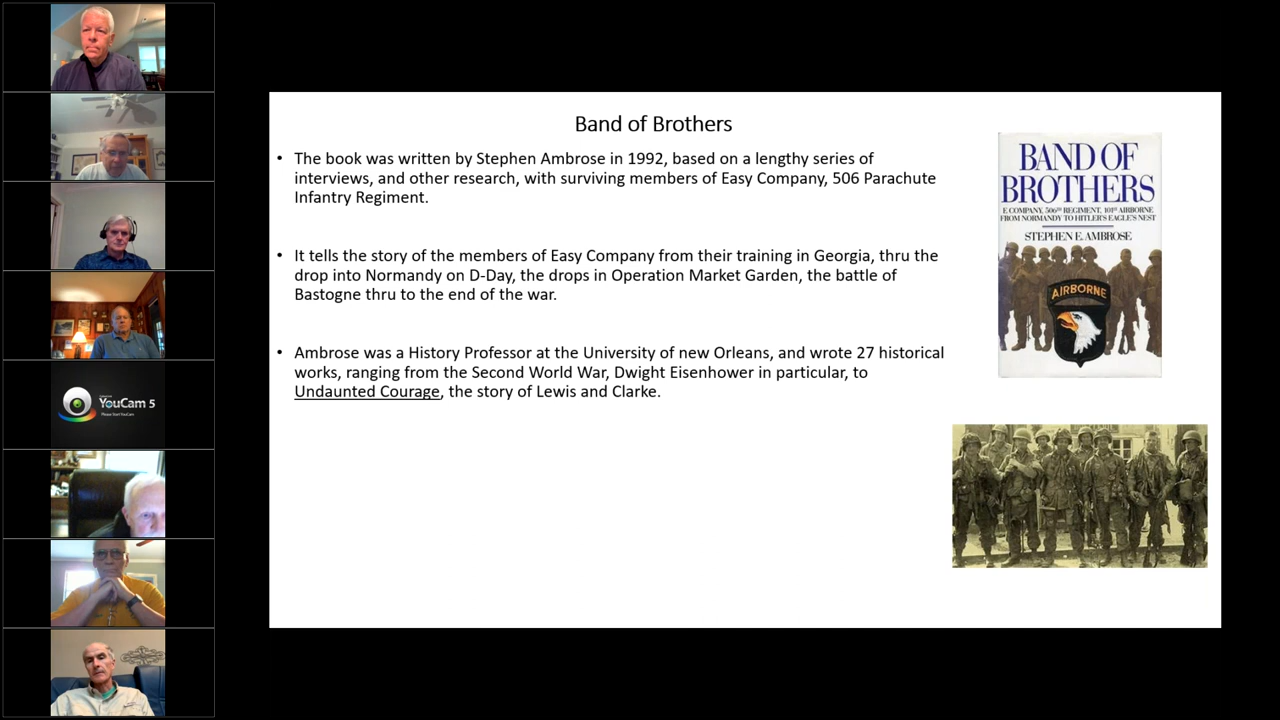 Band of Brothers
• The book was written by Stephen Ambrose in 1992, based on a lengthy series of
interviews, and other research, with surviving members of Easy Company, 506 Parachute
Infantry Regiment.
• It tells the story of the members of Easy Company from their training in Georgia, thru the
drop into Normandy on D-Day, the drops in Operation Market Garden, the battle of
Bastogne thru to the end of the war.
• Ambrose was a History Professor at the University of new Orleans, and wrote 27 historical
works, ranging from the Second World War, Dwight Eisenhower in particular, to
Undaunted Courage, the story of Lewis and Clarke.
BAND OF
BROTHERS
E COMPANY, 506TH REGIMENT, 101ST AIRBORNE
FROM NORMANDY TO HITLER'S EAGLE'S NEST
STEPHEN E. AMBROSE
AIRBORNE
YouCam 5